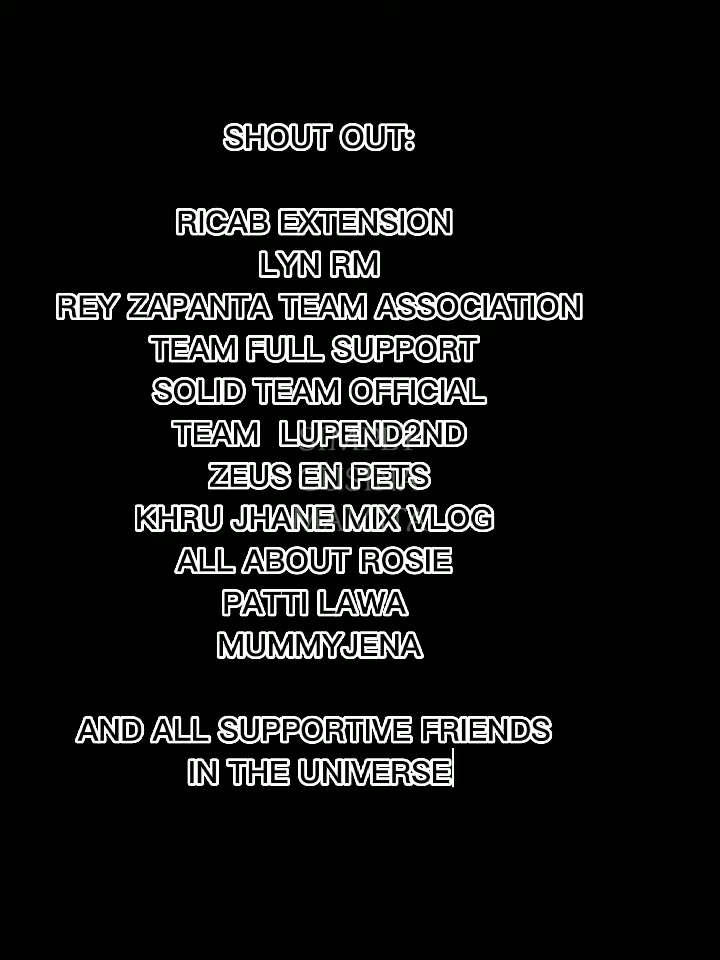 SHOUT OUT:
RICAB EXTENSION
LYN RM
REY ZAPANTA TEAM ASSOCIATION
TEAM FULL SUPPORT
SOLID TEAM OFFICIAL
TEAM LUPEND2ND
ZEUS EN PETS
KHRU JHANE MIX VLOG
ALL ABOUT ROSIE
PATTI LAWA
MUMMYJENA
AND ALL SUPPORTIVE FRIENDS
IN THE UNIVERSE